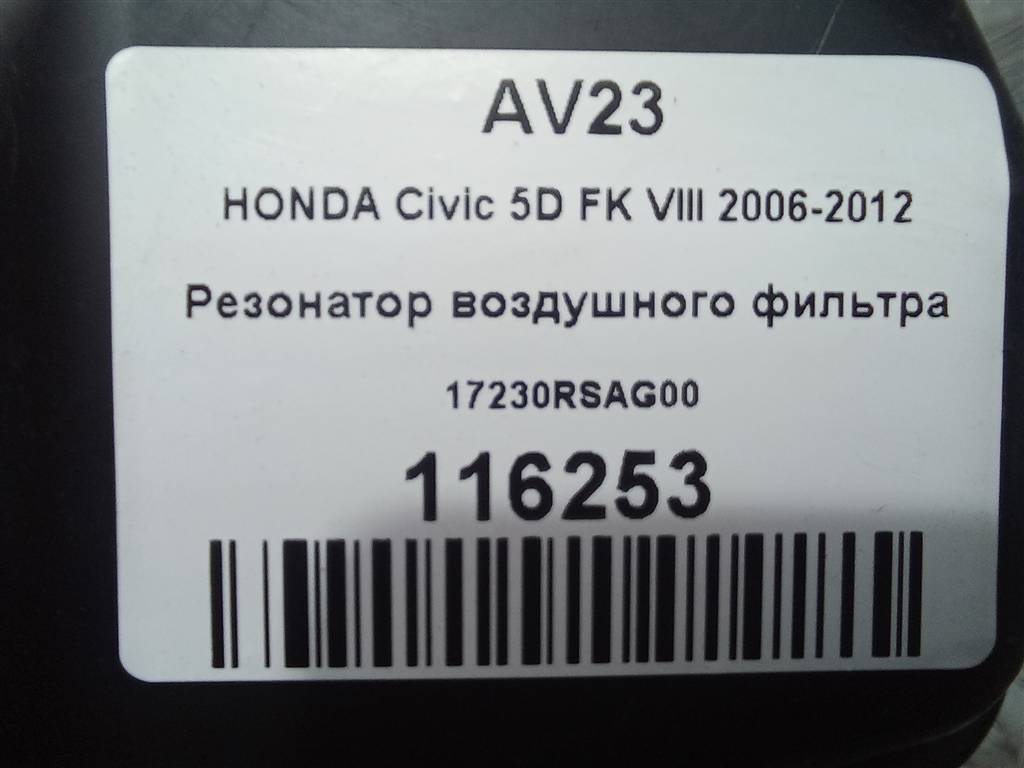 AV23
HONDA Civic 5D FK VIII 2006-2012
Резонатор воздушного фильтра
17230RSAG00
116253